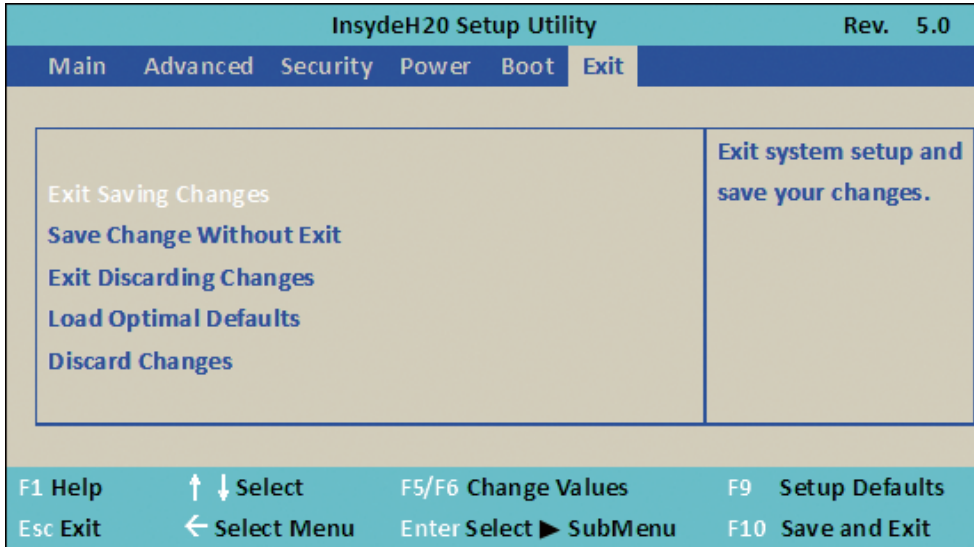 InsydeH20 Setup Utility Rev. 5.0
Main Advanced Security Power Boot Exit
Exit Saving Changes
Save Change Without Exit
Exit Discarding Changes
Load Optimal Defaults
Discard Changes
Exit system setup and
save your changes.
F1 Help ↑ ↓ Select F5/F6 Change Values F9 Setup Defaults
Esc Exit ← Select Menu Enter Select ▶ SubMenu F10 Save and Exit